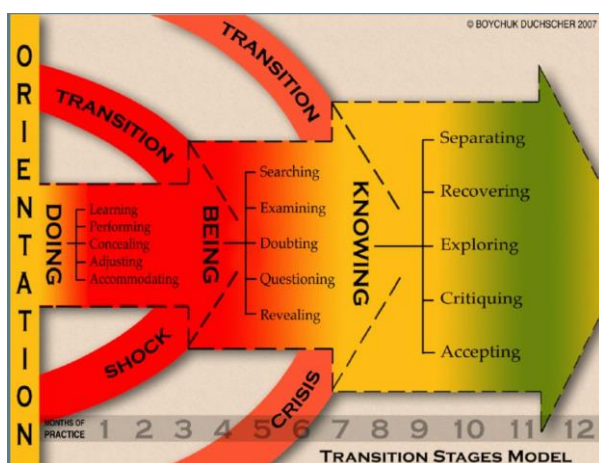 © BOYCHUK DUCHSCHER 2007
ORIENTATION
TRANSITION
SHOCK
TRANSITION
CRISIS
DOING
Learning
Performing
Concealing
Adjusting
Accommodating
BEING
Searching
Examining
Doubting
Questioning
Revealing
KNOWING
Separating
Recovering
Exploring
Critiquing
Accepting
MONTHS OF
PRACTICE
1 2 3 4 5 6 7 8 9 10 11 12
TRANSITION STAGES MODEL